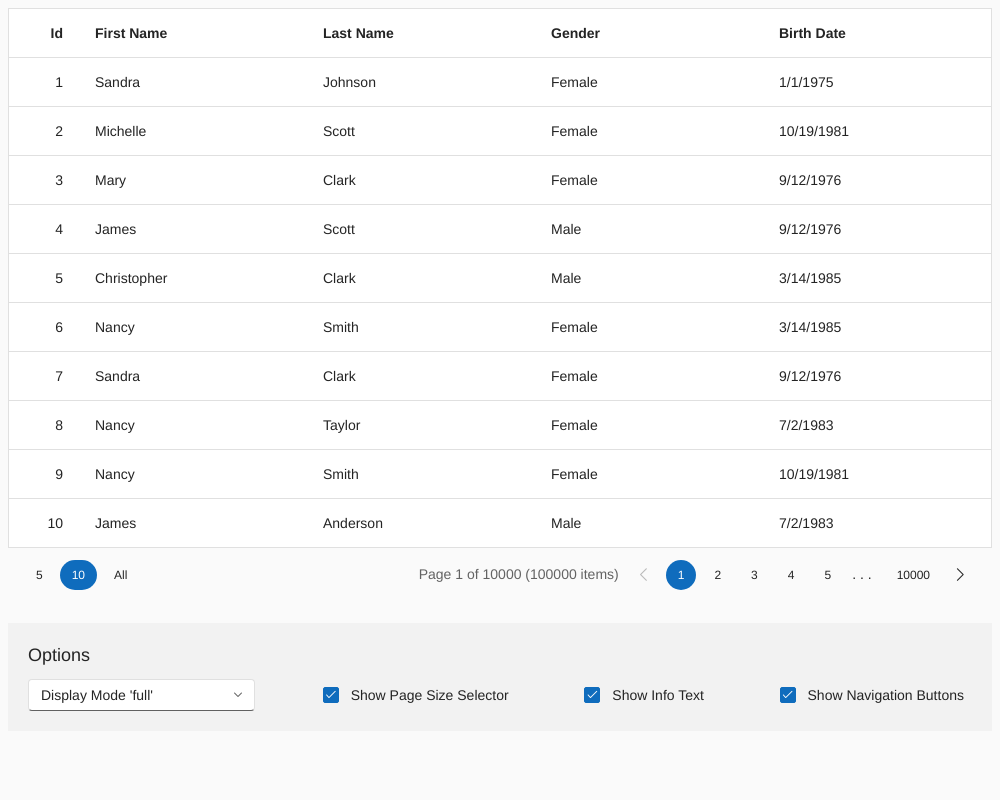 Id First Name Last Name Gender Birth Date
1 Sandra Johnson Female 1/1/1975
2 Michelle Scott Female 10/19/1981
3 Mary Clark Female 9/12/1976
4 James Scott Male 9/12/1976
5 Christopher Clark Male 3/14/1985
6 Nancy Smith Female 3/14/1985
7 Sandra Clark Female 9/12/1976
8 Nancy Taylor Female 7/2/1983
9 Nancy Smith Female 10/19/1981
10 James Anderson Male 7/2/1983
5 10 All Page 1 of 10000 (100000 items) 1 2 3 4 5 . . . 10000
Options
Display Mode 'full' Show Page Size Selector Show Info Text Show Navigation Buttons